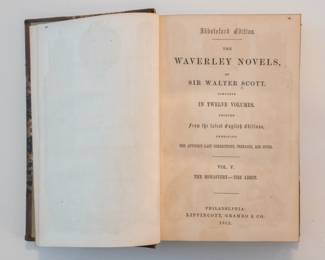 Abbotsford Edition.
THE
WAVERLEY NOVELS,
BY
SIR WALTER SCOTT,
COMPLETE
IN TWELVE VOLUMES.
PRINTED
From the latest English Editions,
EMBRACING
THE AUTHOR'S LAST CORRECTIONS, PREFACES, AND NOTES.
VOL. V.
THE MONASTERY—THE ABBOT.
PHILADELPHIA:
LIPPINCOTT, GRAMBO & CO.